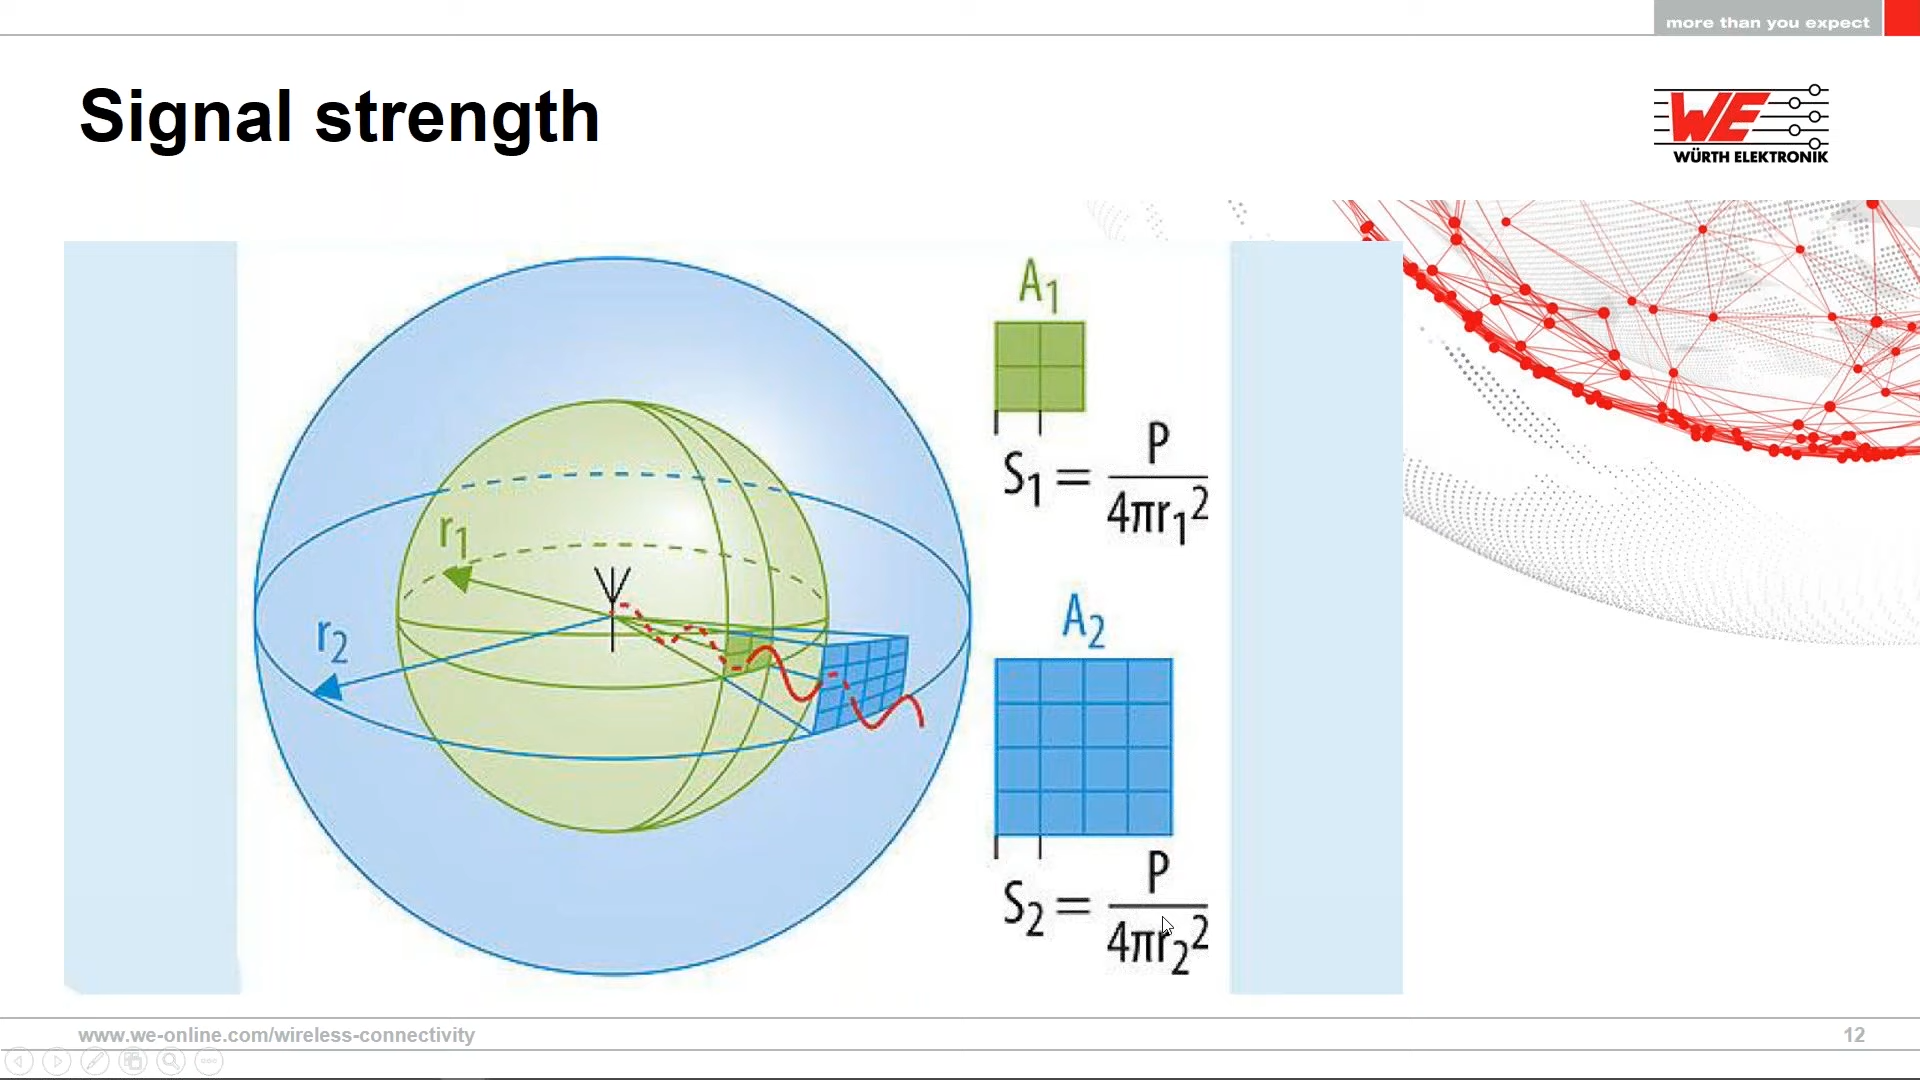 more than you expect
Signal strength
WE
WÜRTH ELEKTRONIK
A₁
S₁ = P / 4πr₁²
r₁
r₂
A₂
S₂ = P / 4πr₂²
www.we-online.com/wireless-connectivity
12